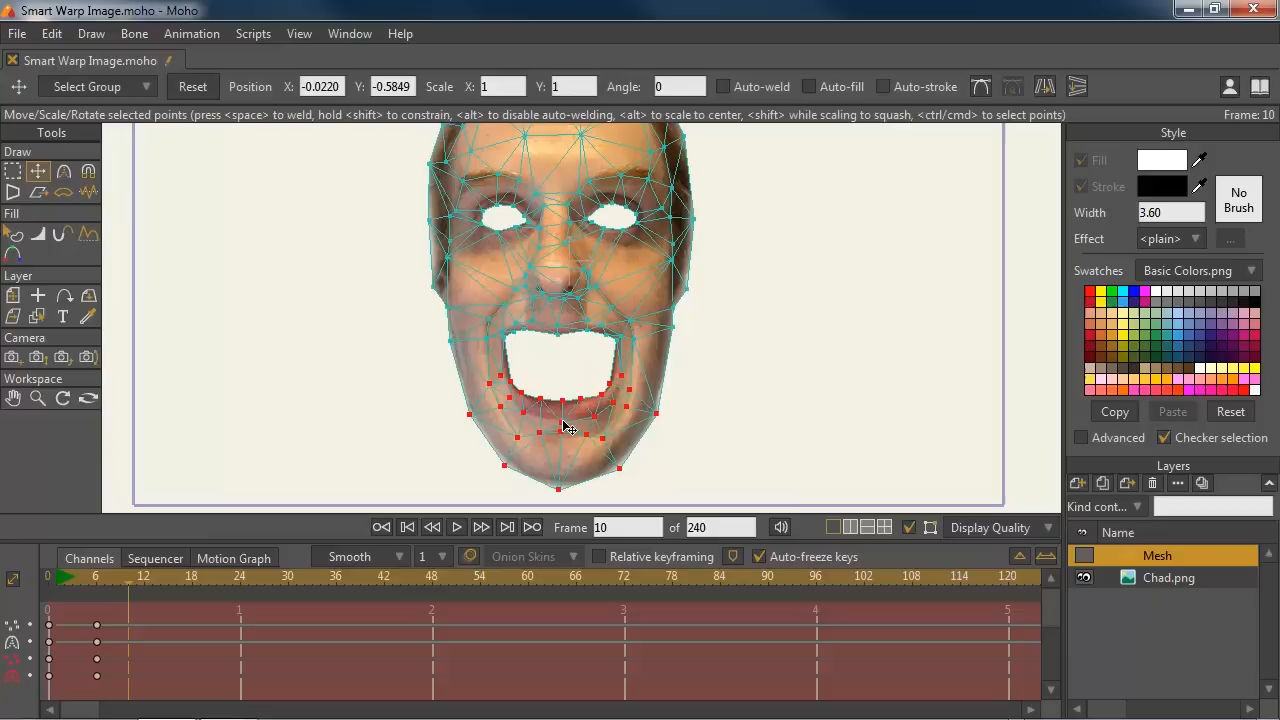 Smart Warp Image.moho - Moho
File Edit Draw Bone Animation Scripts View Window Help
Smart Warp Image.moho
Select Group Reset Position X: -0.0220 Y: -0.5849 Scale X: 1 Y: 1 Angle: 0 Auto-weld Auto-fill Auto-stroke
Move/Scale/Rotate selected points (press <space> to weld, hold <shift> to constrain, <alt> to disable auto-welding, <alt> to scale to center, <shift> while scaling to squash, <ctrl/cmd> to select points) Frame: 10
Tools
Draw
Fill
Layer
Camera
Workspace
Style
Fill
Stroke
No Brush
Width 3.60
Effect <plain> ...
Swatches Basic Colors.png
Copy Paste Reset
Advanced Checker selection
Layers
Kind cont...
Name
Mesh
Chad.png
Frame 10 of 240 Display Quality
Channels Sequencer Motion Graph Smooth 1 Onion Skins Relative keyframing Auto-freeze keys
0 6 12 18 24 30 36 42 48 54 60 66 72 78 84 90 96 102 108 114 120
0 1 2 3 4 5